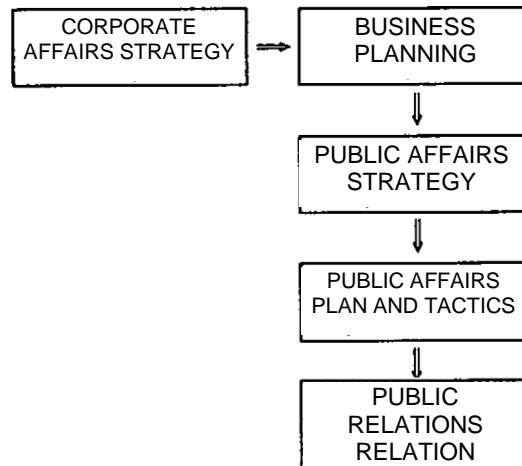 CORPORATE
AFFAIRS STRATEGY
BUSINESS
PLANNING
PUBLIC AFFAIRS
STRATEGY
PUBLIC AFFAIRS
PLAN AND TACTICS
PUBLIC
RELATIONS
RELATION